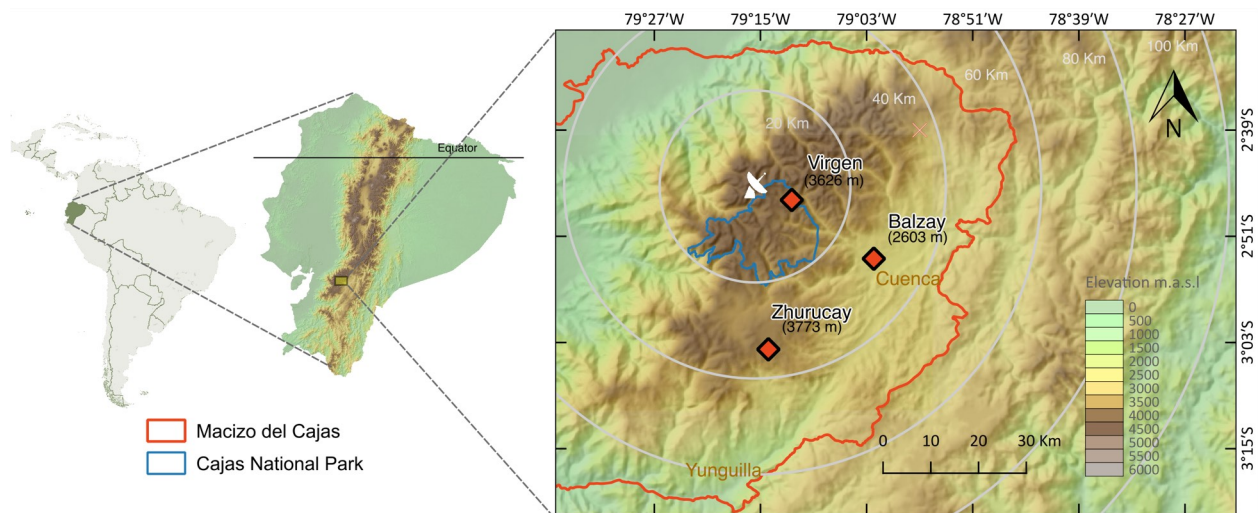 79°27'W 79°15'W 79°03'W 78°51'W 78°39'W 78°27'W
100 Km
80 Km
60 Km
40 Km
20 Km
N
2°39'S
Equator
Virgen
(3626 m)
Balzay
(2603 m)
2°51'S
Cuenca
Elevation m.a.s.l
0
500
1000
1500
2000
2500
3000
3500
4000
4500
5000
5500
6000
Zhurucay
(3773 m)
3°03'S
Macizo del Cajas
Cajas National Park
0 10 20 30 Km
Yunguilla
3°15'S